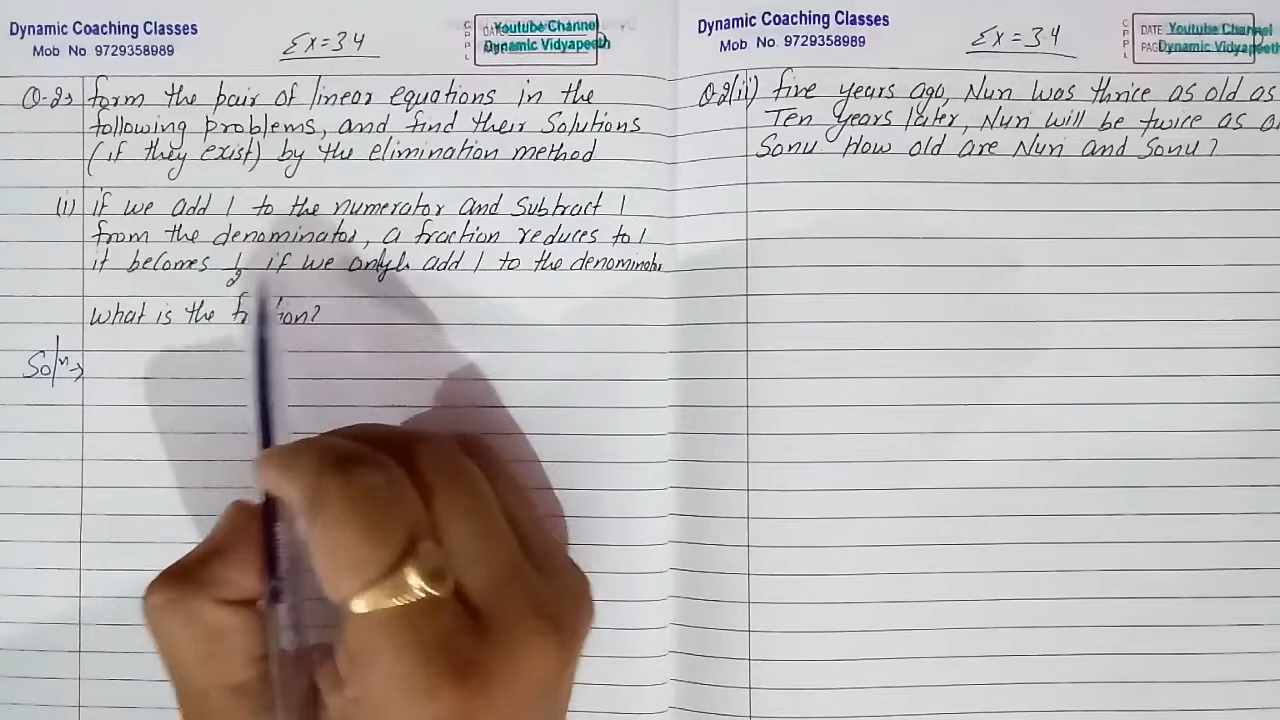 Dynamic Coaching Classes
Mob No. 9729358989
Ex=34
Youtube Channel
Dynamic Vidyapeeth
Q-2> form the pair of linear equations in the
following problems, and find their Solutions
(if they exist) by the elimination method
(i) if we add 1 to the numerator and Subtract 1
from the denominator, a fraction reduces to 1.
it becomes 1/2 if we only add 1 to the denominator
What is the
Soln→
Dynamic Coaching Classes
Mob No. 9729358989
Ex=34
DATE Youtube Channel
PAG Dynamic Vidyapeeth
Q2(ii) five years ago, Nuri was thrice as old as
Ten years later, Nuri will be twice as
Sonu How old are Nuri and Sonu?